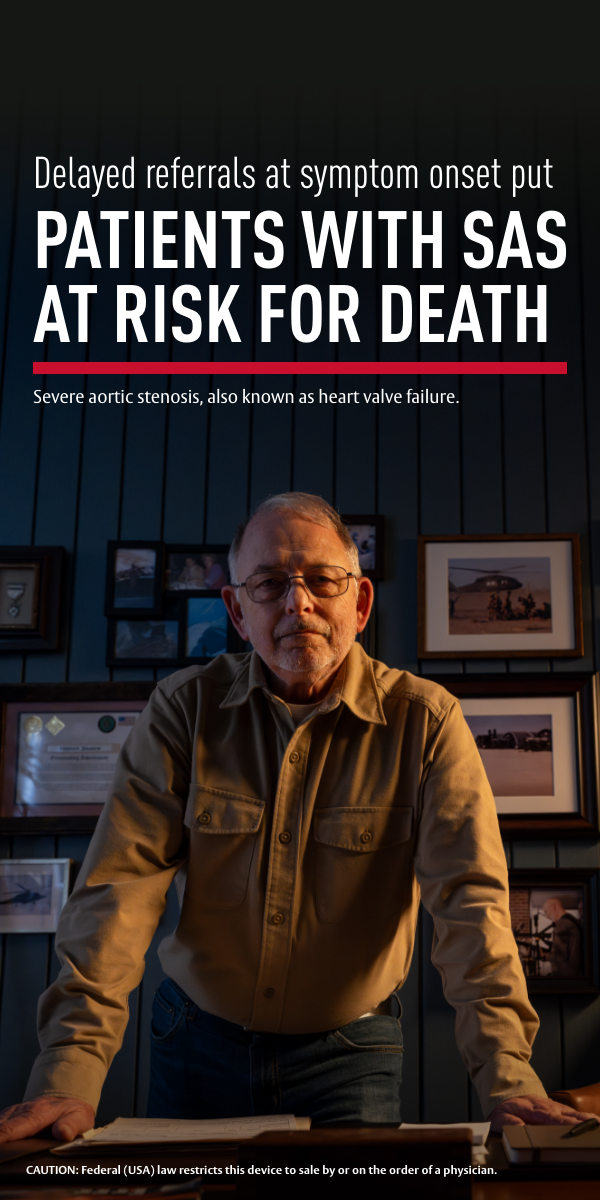 Delayed referrals at symptom onset put
PATIENTS WITH SAS
AT RISK FOR DEATH
Severe aortic stenosis, also known as heart valve failure.
CAUTION: Federal (USA) law restricts this device to sale by or on the order of a physician.